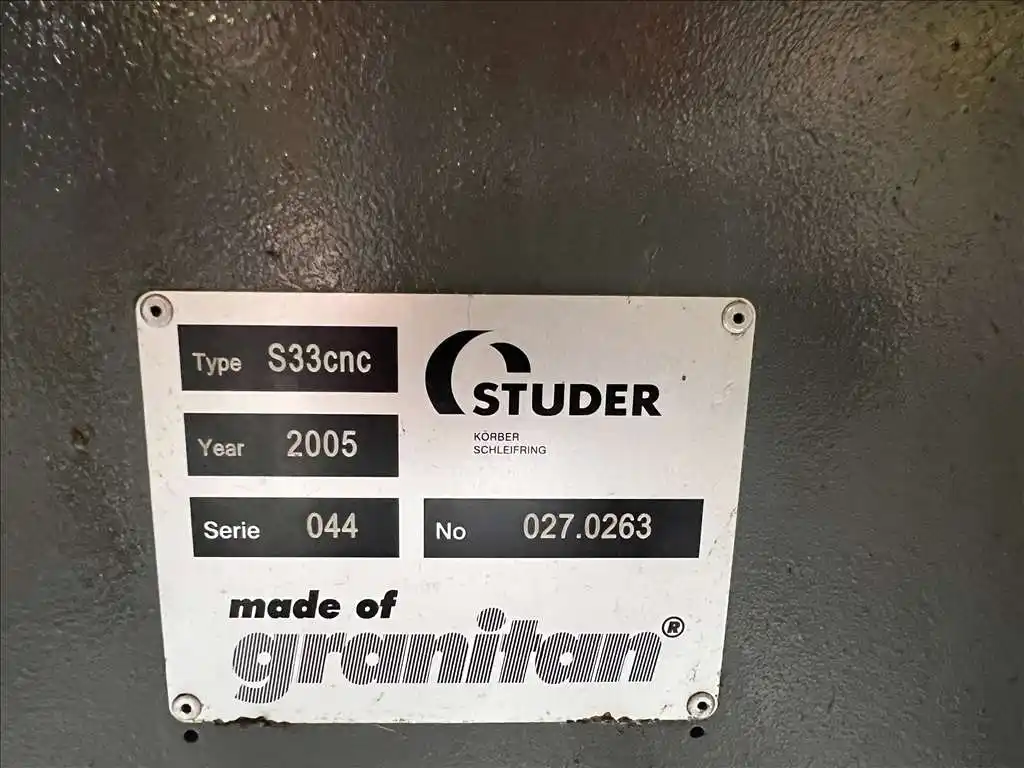 Type S33cnc
STUDER
KÖRBER
SCHLEIFRING
Year 2005
Serie 044
No 027.0263
made of
granitan®